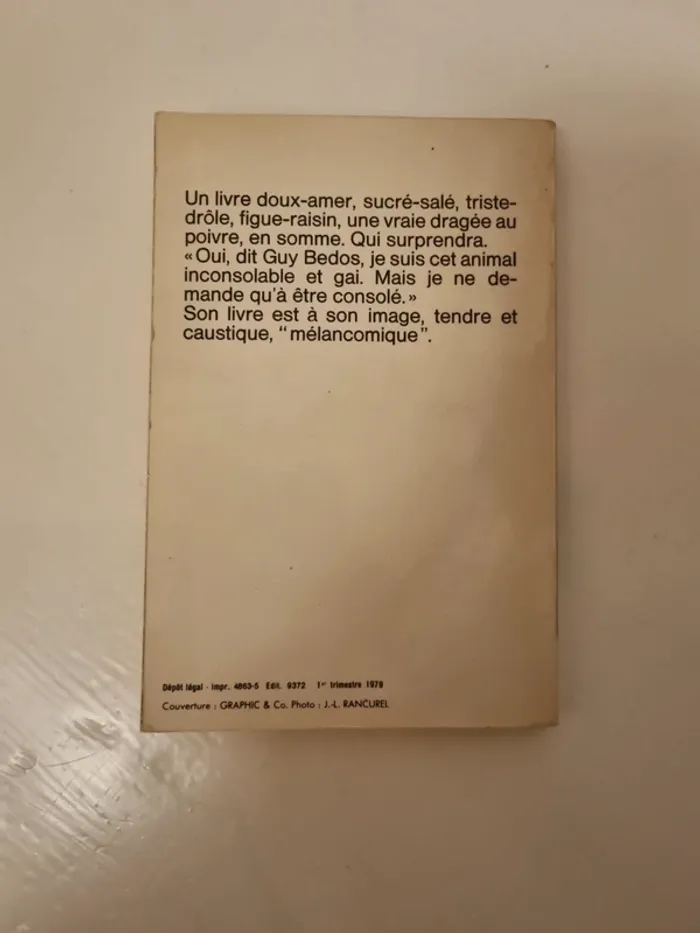 Un livre doux-amer, sucré-salé, triste-
drôle, figue-raisin, une vraie dragée au
poivre, en somme. Qui surprendra.
«Oui, dit Guy Bedos, je suis cet animal
inconsolable et gai. Mais je ne de-
mande qu'à être consolé.»
Son livre est à son image, tendre et
caustique, "mélancomique".
Dépôt légal - impr. 4863-5 Edit. 9372 1er trimestre 1979
Couverture : GRAPHIC & Co. Photo : J.-L. RANCUREL